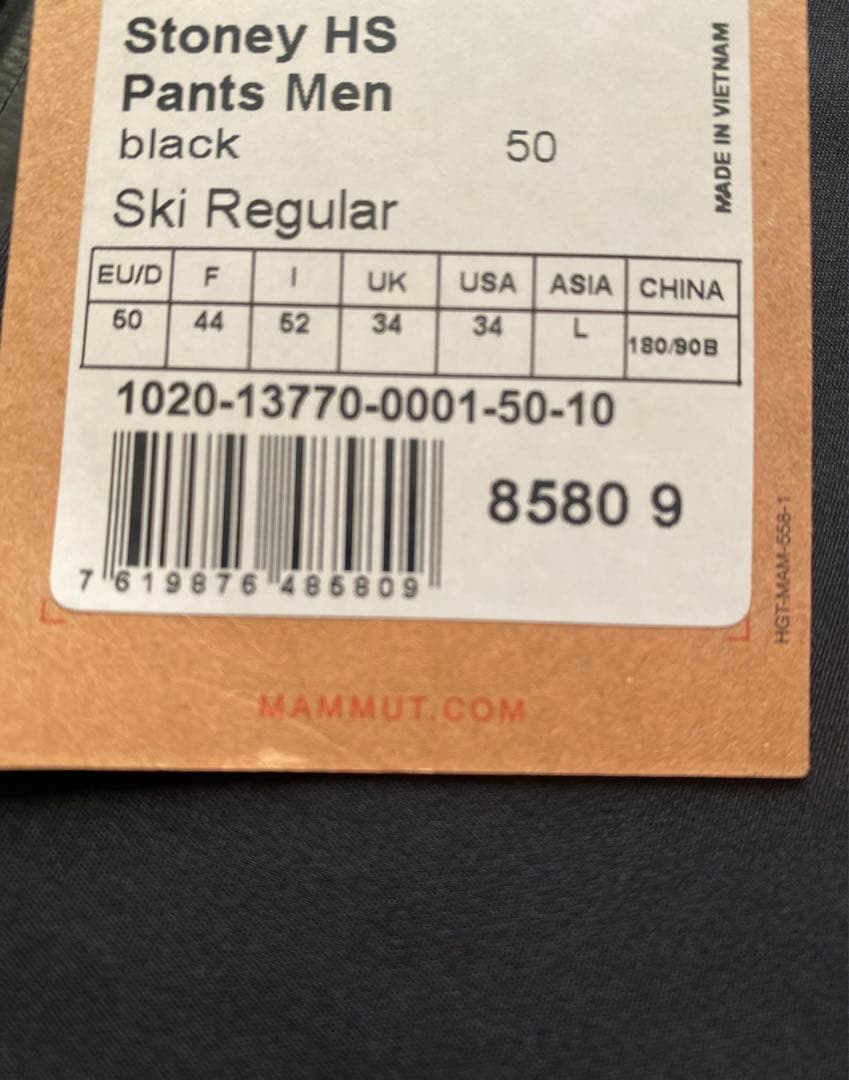 Stoney HS
Pants Men
black 50
Ski Regular
MADE IN VIETNAM
EU/D F I UK USA ASIA CHINA
50 44 52 34 34 L 180/90B
1020-13770-0001-50-10
8580 9
7 619876 485809
HGT-MAM-558-1
MAMMUT.COM